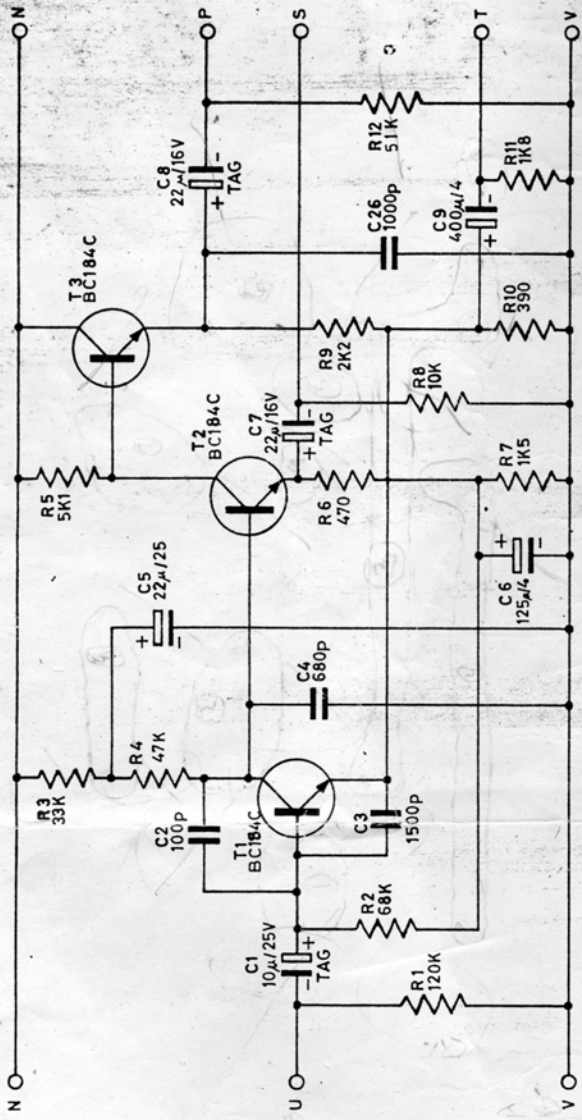 N
R3
33K
R4
47K
C2
100p
T1
BC184C
C1
10µ/25V
- +
TAG
U
R1
120K
R2
68K
C3
1500p
C4
680p
C5
22µ/25
+
-
R5
5K1
T2
BC184C
T3
BC184C
C7
22µ/16V
+ -
TAG
R6
470
C6
125µ/4
+
-
R7
1K5
R8
10K
R9
2K2
R10
390
C8
22µ/16V
+ -
TAG
C26
1000p
C9
400µ/4
+ -
R12
51K
R11
1K8
V
N
P
S
T
V